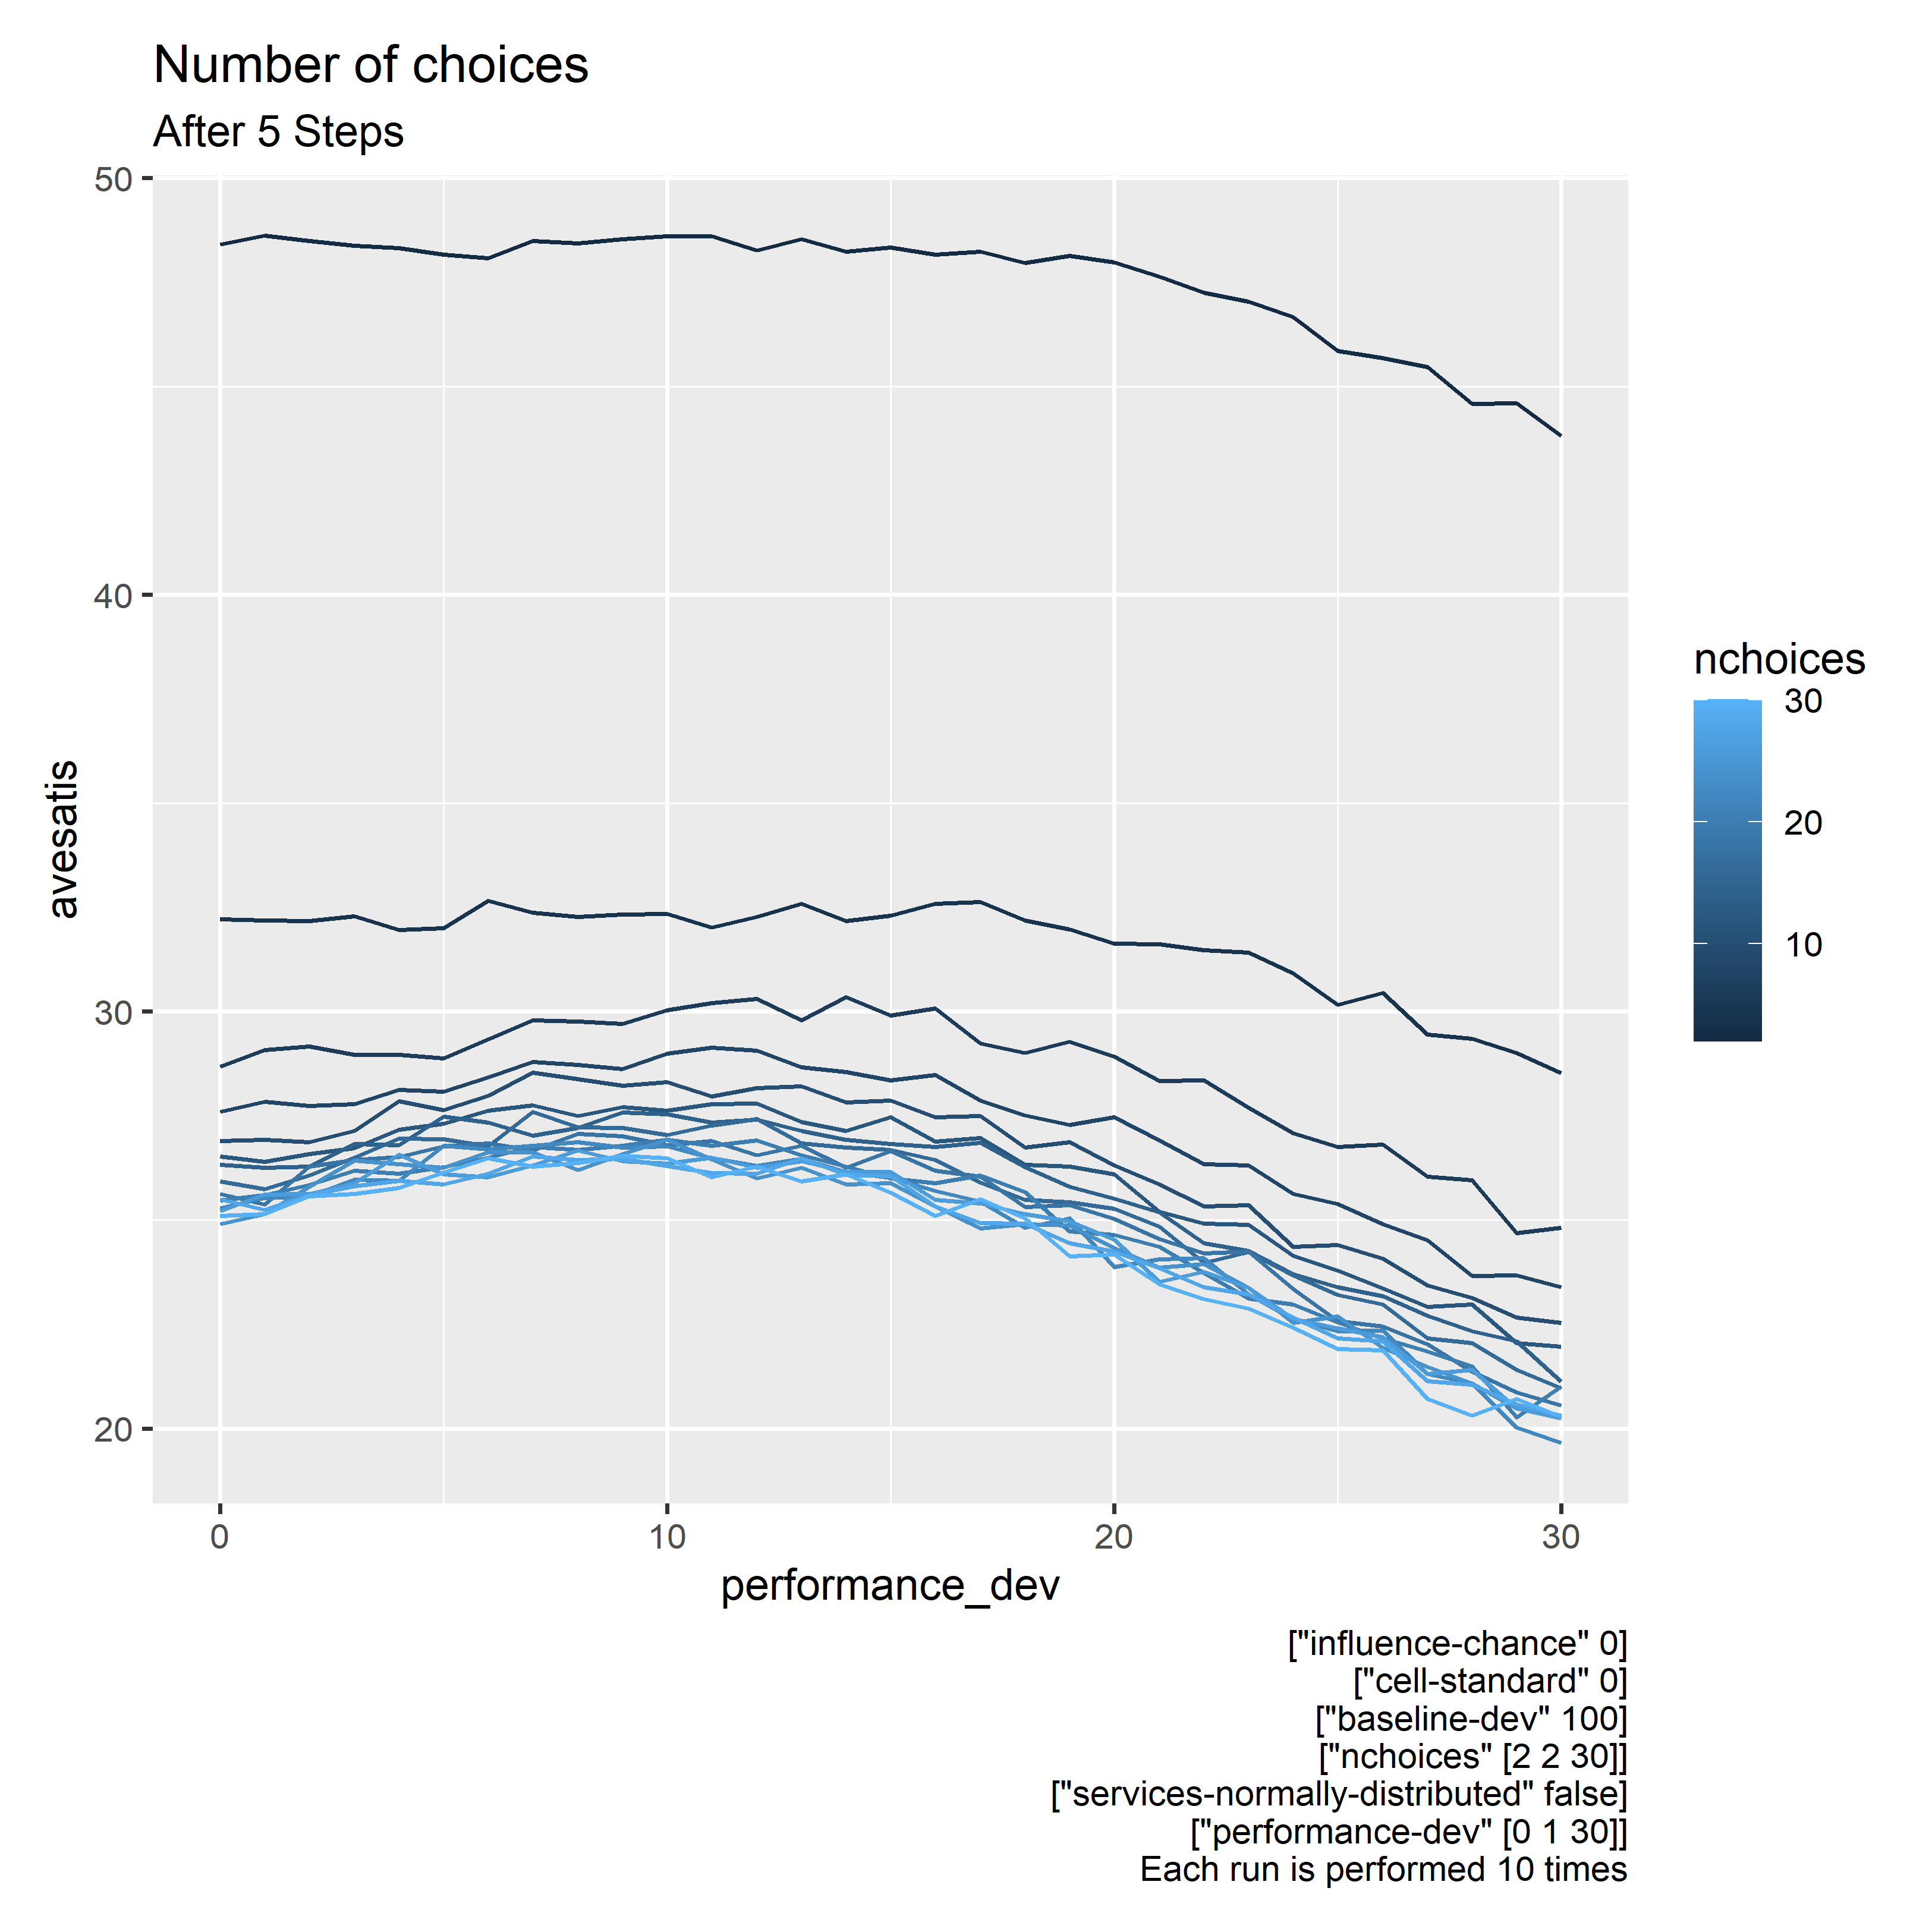 Number of choices
After 5 Steps
50
40
30
20
avesatis
0
10
20
30
performance_dev
nchoices
30
20
10
["influence-chance" 0]
["cell-standard" 0]
["baseline-dev" 100]
["nchoices" [2 2 30]]
["services-normally-distributed" false]
["performance-dev" [0 1 30]]
Each run is performed 10 times